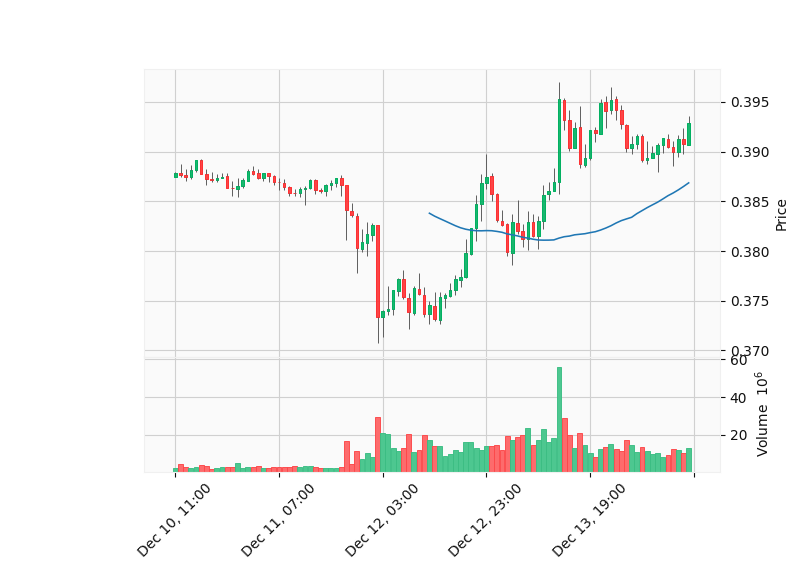 0.395
0.390
0.385
0.380
0.375
0.370
Price
60
40
20
Volume 10^6
Dec 10, 11:00
Dec 11, 07:00
Dec 12, 03:00
Dec 12, 23:00
Dec 13, 19:00